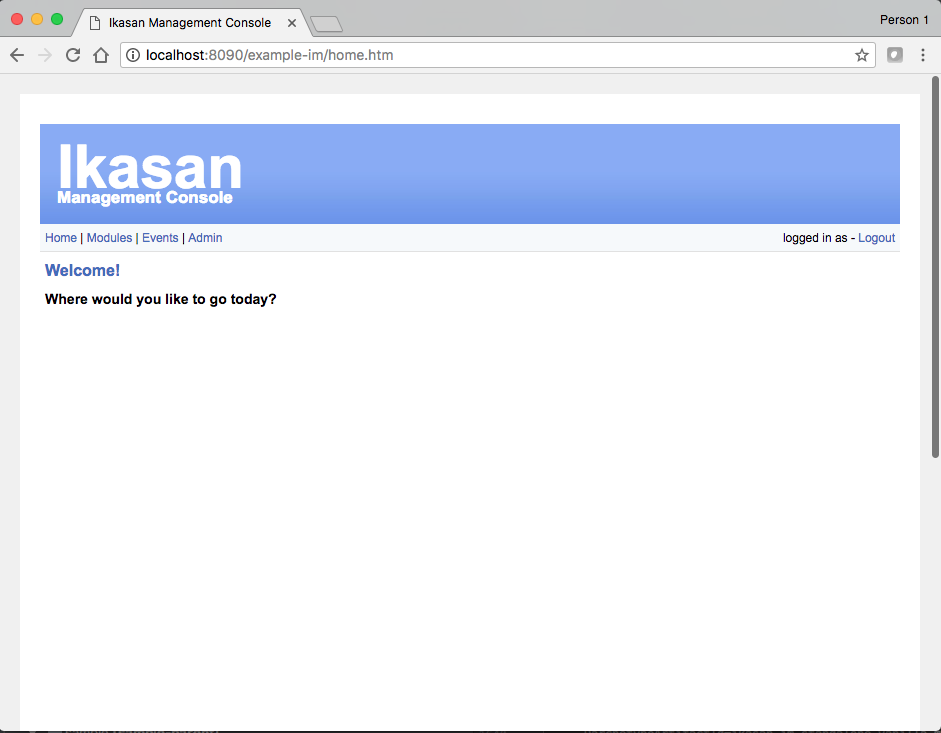 Ikasan Management Console
Person 1
localhost:8090/example-im/home.htm
Ikasan
Management Console
Home | Modules | Events | Admin
logged in as - Logout
Welcome!
Where would you like to go today?